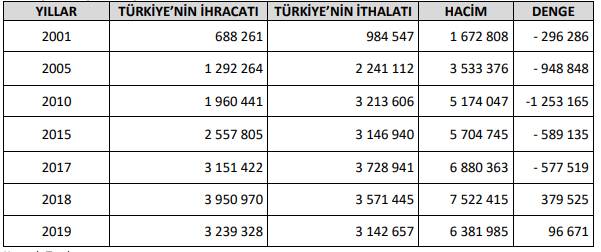 YILLAR TÜRKİYE'NİN İHRACATI TÜRKİYE'NİN İTHALATI HACİM DENGE
2001 688 261 984 547 1 672 808 - 296 286
2005 1 292 264 2 241 112 3 533 376 - 948 848
2010 1 960 441 3 213 606 5 174 047 -1 253 165
2015 2 557 805 3 146 940 5 704 745 - 589 135
2017 3 151 422 3 728 941 6 880 363 - 577 519
2018 3 950 970 3 571 445 7 522 415 379 525
2019 3 239 328 3 142 657 6 381 985 96 671